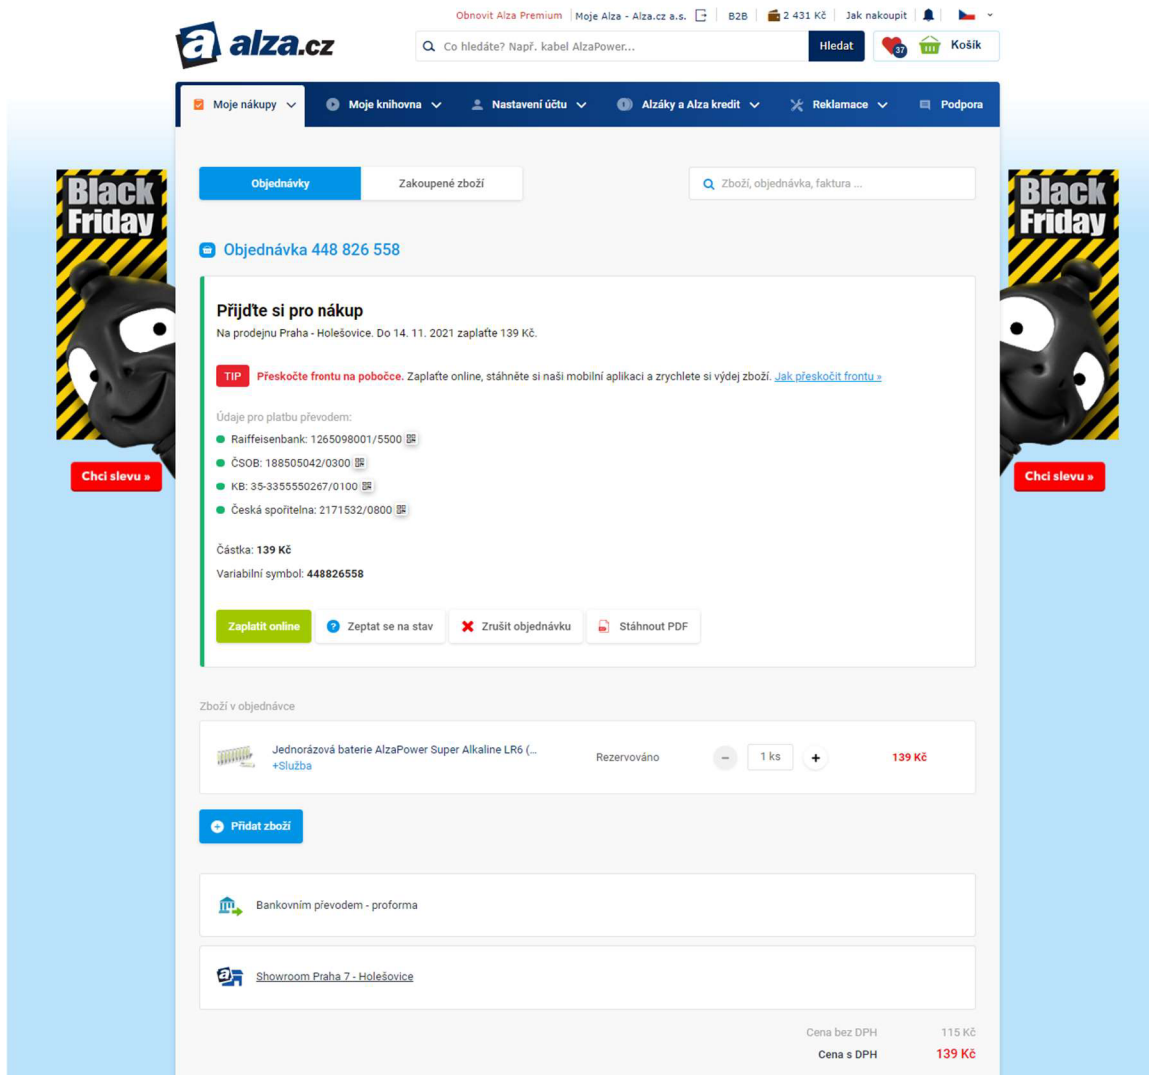 Obnovit Alza Premium Moje Alza - Alza.cz a.s. B2B 2 431 Kč Jak nakoupit
a alza.cz
Co hledáte? Např. kabel AlzaPower... Hledat 37 Košík
Moje nákupy Moje knihovna Nastavení účtu Alzáky a Alza kredit Reklamace Podpora
Black Friday
Chci slevu »
Objednávky Zakoupené zboží Zboží, objednávka, faktura ...
Objednávka 448 826 558
Přijďte si pro nákup
Na prodejnu Praha - Holešovice. Do 14. 11. 2021 zaplaťte 139 Kč.
TIP Přeskočte frontu na pobočce. Zaplaťte online, stáhněte si naši mobilní aplikaci a zrychlete si výdej zboží. Jak přeskočit frontu »
Údaje pro platbu převodem:
Raiffeisenbank: 1265098001/5500
ČSOB: 188505042/0300
KB: 35-3355550267/0100
Česká spořitelna: 2171532/0800
Částka: 139 Kč
Variabilní symbol: 448826558
Zaplatit online Zeptat se na stav Zrušit objednávku Stáhnout PDF
Black Friday
Chci slevu »
Zboží v objednávce
Jednorázová baterie AlzaPower Super Alkaline LR6 (...
+Služba
Rezervováno − 1 ks + 139 Kč
Přidat zboží
Bankovním převodem - proforma
a Showroom Praha 7 - Holešovice
Cena bez DPH 115 Kč
Cena s DPH 139 Kč